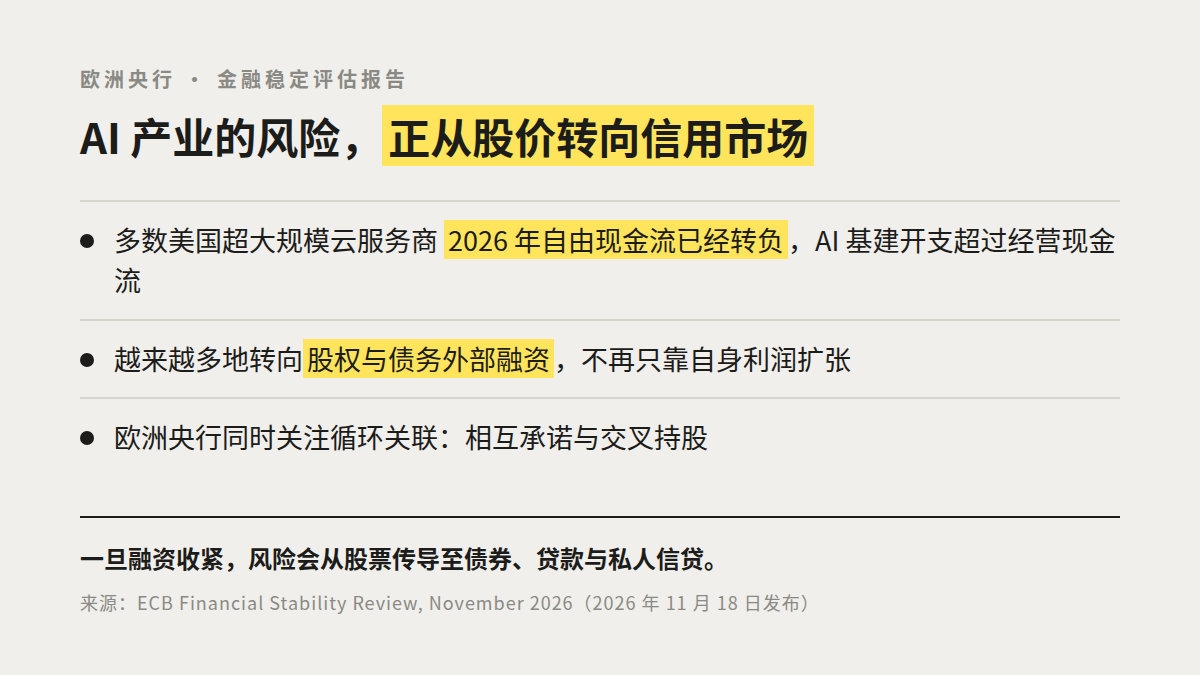 欧洲央行 • 金融稳定评估报告
AI 产业的风险，正从股价转向信用市场
多数美国超大规模云服务商 2026 年自由现金流已经转负，AI 基建开支超过经营现金
流
越来越多地转向股权与债务外部融资，不再只靠自身利润扩张
欧洲央行同时关注循环关联：相互承诺与交叉持股
一旦融资收紧，风险会从股票传导至债券、贷款与私人信贷。
来源：ECB Financial Stability Review, November 2026（2026 年 11 月 18 日发布）